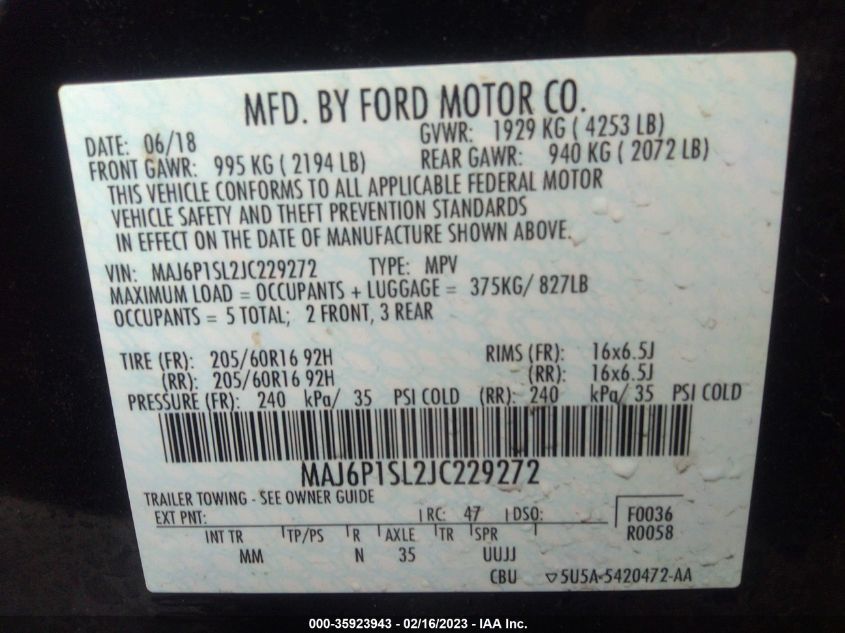 MFD. BY FORD MOTOR CO.
DATE: 06/18 GVWR: 1929 KG ( 4253 LB)
FRONT GAWR: 995 KG ( 2194 LB) REAR GAWR: 940 KG ( 2072 LB)
THIS VEHICLE CONFORMS TO ALL APPLICABLE FEDERAL MOTOR
VEHICLE SAFETY AND THEFT PREVENTION STANDARDS
IN EFFECT ON THE DATE OF MANUFACTURE SHOWN ABOVE.
VIN: MAJ6P1SL2JC229272 TYPE: MPV
MAXIMUM LOAD = OCCUPANTS + LUGGAGE = 375KG/ 827LB
OCCUPANTS = 5 TOTAL; 2 FRONT, 3 REAR
TIRE (FR): 205/60R16 92H RIMS (FR): 16x6.5J
(RR): 205/60R16 92H (RR): 16x6.5J
PRESSURE (FR): 240 kPa/ 35 PSI COLD (RR): 240 kPa/ 35 PSI COLD
MAJ6P1SL2JC229272
TRAILER TOWING - SEE OWNER GUIDE
EXT PNT: RC: 47 DSO: F0036
INT TR TP/PS R AXLE TR SPR R0058
MM N 35 UUJJ
CBU ▽5U5A-5420472-AA
000-35923943 - 02/16/2023 - IAA Inc.